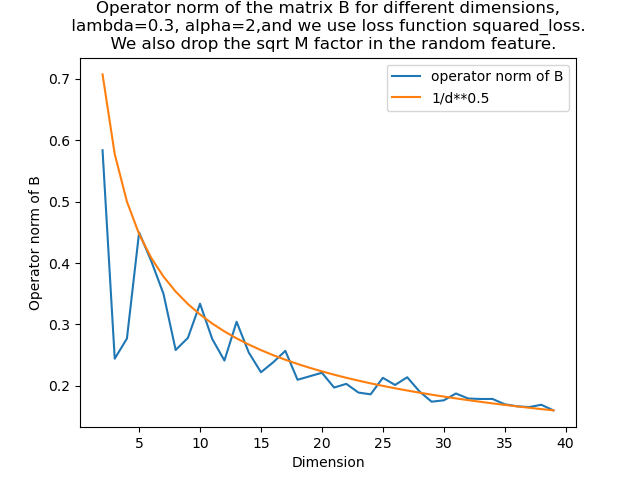 Operator norm of the matrix B for different dimensions,
lambda=0.3, alpha=2,and we use loss function squared_loss.
We also drop the sqrt M factor in the random feature.
operator norm of B
1/d**0.5
Operator norm of B
0.7
0.6
0.5
0.4
0.3
0.2
5 10 15 20 25 30 35 40
Dimension